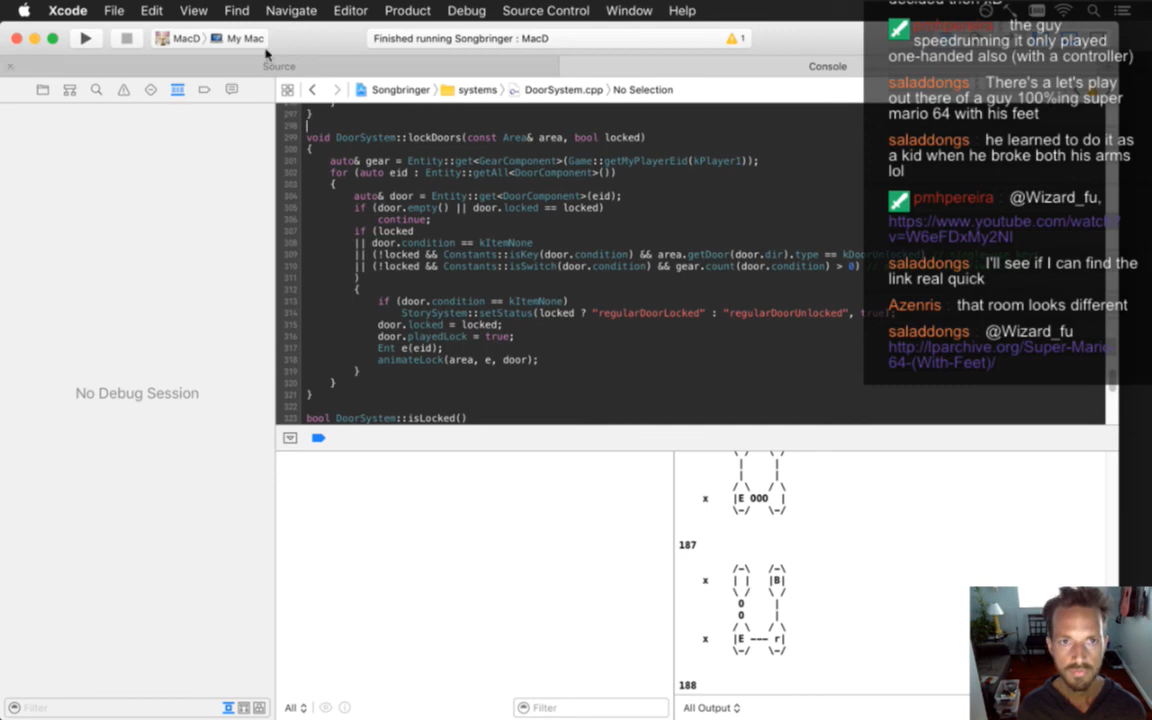 Xcode File Edit View Find Navigate Editor Product Debug Source Control Window Help
MacD My Mac
Finished running Songbringer : MacD
1
Source
Console
Songbringer systems DoorSystem.cpp No Selection
297 }
298
299 void DoorSystem::lockDoors(const Area& area, bool locked)
300 {
301 auto& gear = Entity::get<GearComponent>(Game::getMyPlayerEid(kPlayer1));
302 for (auto eid : Entity::getAll<DoorComponent>())
303 {
304 auto& door = Entity::get<DoorComponent>(eid);
305 if (door.empty() || door.locked == locked)
306 continue;
307 if (locked
308 || door.condition == kItemNone
309 || (!locked && Constants::isKey(door.condition) && area.getDoor(door.dir).type == kDoorUnlocked)
310 || (!locked && Constants::isSwitch(door.condition) && gear.count(door.condition) > 0)
311 )
312 {
313 if (door.condition == kItemNone)
314 StorySystem::setStatus(locked ? "regularDoorLocked" : "regularDoorUnlocked", true);
315 door.locked = locked;
316 door.playedLock = true;
317 Ent e(eid);
318 animateLock(area, e, door);
319 }
320 }
321 }
322
323 bool DoorSystem::isLocked()
No Debug Session
| |
| |
/ \ / \
x |E 000 |
\-/ \-/
187
/-\ /-\
x | | |B|
\ / \ /
0 |
0 |
/ \ / \
x |E --- r|
\-/ \-/
188
Filter
All
Filter
All Output
pmhpereira the guy
speedrunning it only played
one-handed also (with a controller)
saladdongs There's a let's play
out there of a guy 100%ing super
mario 64 with his feet
saladdongs he learned to do it as
a kid when he broke both his arms
lol
pmhpereira @Wizard_fu,
https://www.youtube.com/watch?
v=W6eFDxMy2NI
saladdongs I'll see if I can find the
link real quick
Azenris that room looks different
saladdongs @Wizard_fu
http://lparchive.org/Super-Mario-
64-(With-Feet)/